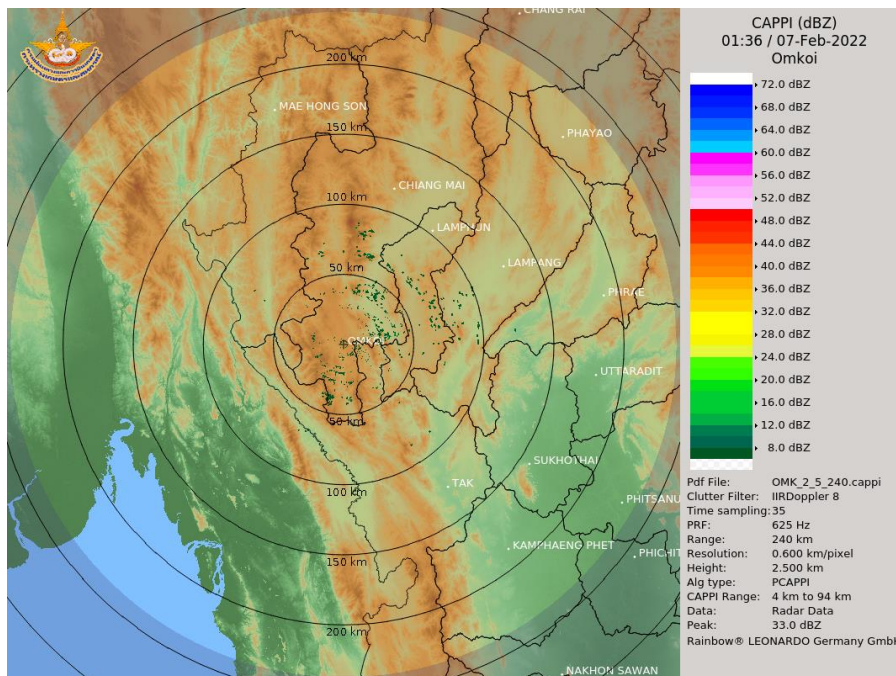 CHANG RAI
200 km
MAE HONG SON
150 km
PHAYAO
CHIANG MAI
100 km
LAMPHUN
LAMPANG
50 km
PHRAE
UTTARADIT
50 km
SUKHOTHAI
TAK
100 km
PHITSANU
KAMPHAENG PHET
PHICHIT
150 km
200 km
NAKHON SAWAN
CAPPI (dBZ)
01:36 / 07-Feb-2022
Omkoi
72.0 dBZ
68.0 dBZ
64.0 dBZ
60.0 dBZ
56.0 dBZ
52.0 dBZ
48.0 dBZ
44.0 dBZ
40.0 dBZ
36.0 dBZ
32.0 dBZ
28.0 dBZ
24.0 dBZ
20.0 dBZ
16.0 dBZ
12.0 dBZ
8.0 dBZ
Pdf File: OMK_2_5_240.cappi
Clutter Filter: IIRDoppler 8
Time sampling:35
PRF: 625 Hz
Range: 240 km
Resolution: 0.600 km/pixel
Height: 2.500 km
Alg type: PCAPPI
CAPPI Range: 4 km to 94 km
Data: Radar Data
Peak: 33.0 dBZ
Rainbow® LEONARDO Germany GmbH